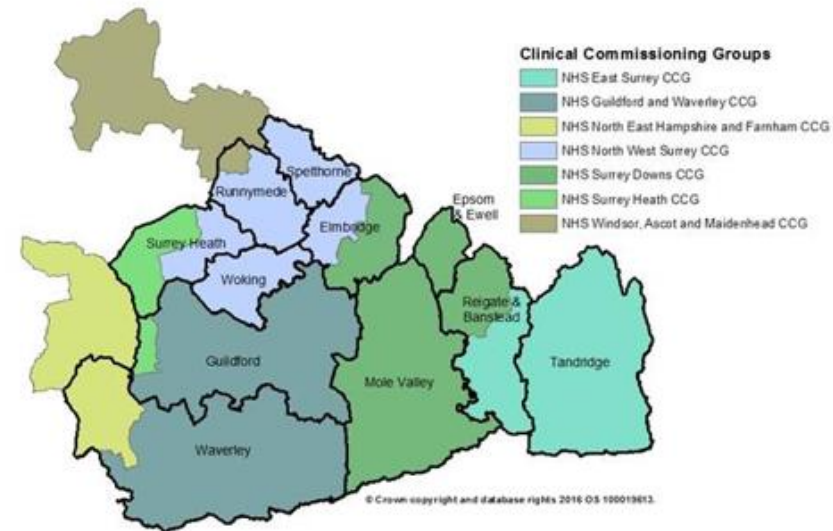 Clinical Commissioning Groups
NHS East Surrey CCG
NHS Guildford and Waverley CCG
NHS North East Hampshire and Farnham CCG
NHS North West Surrey CCG
NHS Surrey Downs CCG
NHS Surrey Heath CCG
NHS Windsor, Ascot and Maidenhead CCG
Spelthorne
Runnymede
Epsom
& Ewell
Elmbridge
Surrey Heath
Woking
Reigate &
Banstead
Guildford
Tandridge
Mole Valley
Waverley
© Crown copyright and database rights 2016 OS 100019613.